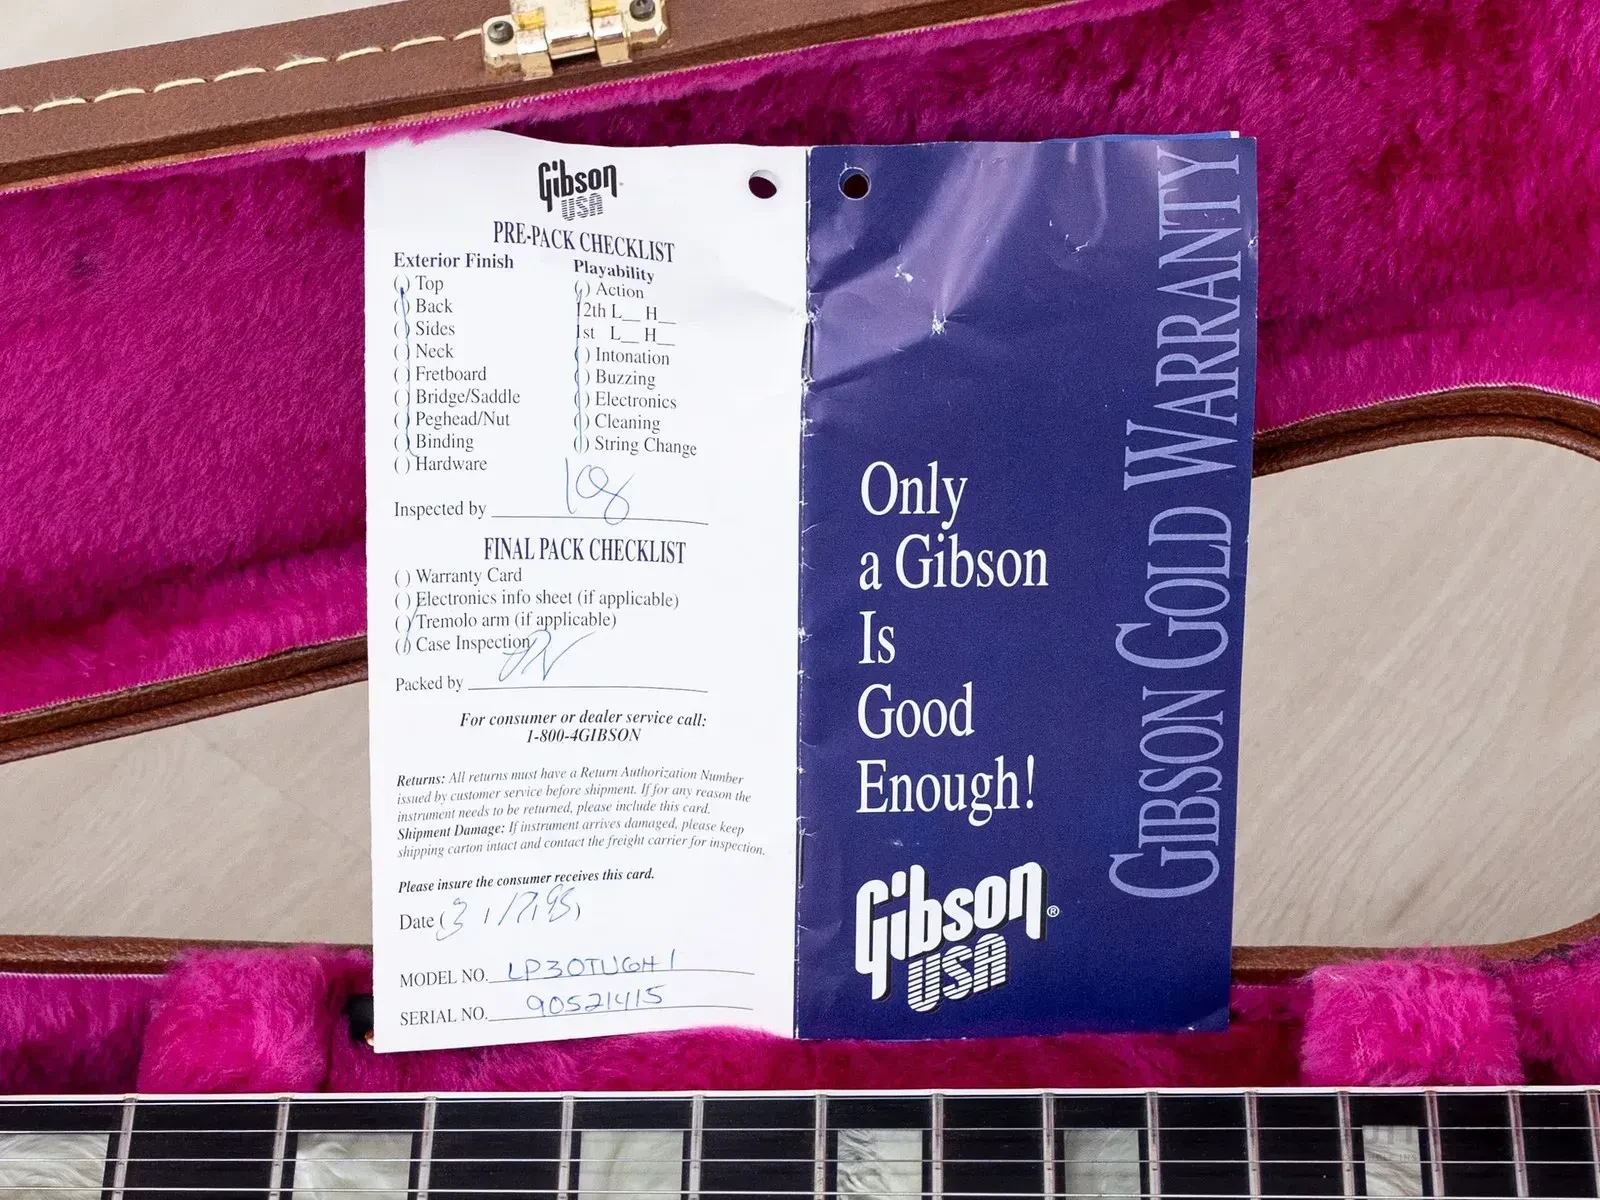 Gibson
USA
PRE-PACK CHECKLIST
Exterior Finish
( ) Top
( ) Back
( ) Sides
( ) Neck
( ) Fretboard
( ) Bridge/Saddle
( ) Peghead/Nut
( ) Binding
( ) Hardware
Playability
( ) Action
12th L__ H__
1st L__ H__
( ) Intonation
( ) Buzzing
( ) Electronics
( ) Cleaning
( ) String Change
Inspected by
FINAL PACK CHECKLIST
( ) Warranty Card
( ) Electronics info sheet (if applicable)
( ) Tremolo arm (if applicable)
( ) Case Inspection
Packed by
For consumer or dealer service call:
1-800-4GIBSON
Returns: All returns must have a Return Authorization Number
issued by customer service before shipment. If for any reason the
instrument needs to be returned, please include this card.
Shipment Damage: If instrument arrives damaged, please keep
shipping carton intact and contact the freight carrier for inspection.
Please insure the consumer receives this card.
Date (
MODEL NO.
SERIAL NO. 90521415
Only
a Gibson
Is
Good
Enough!
Gibson®
USA
GIBSON GOLD WARRANTY